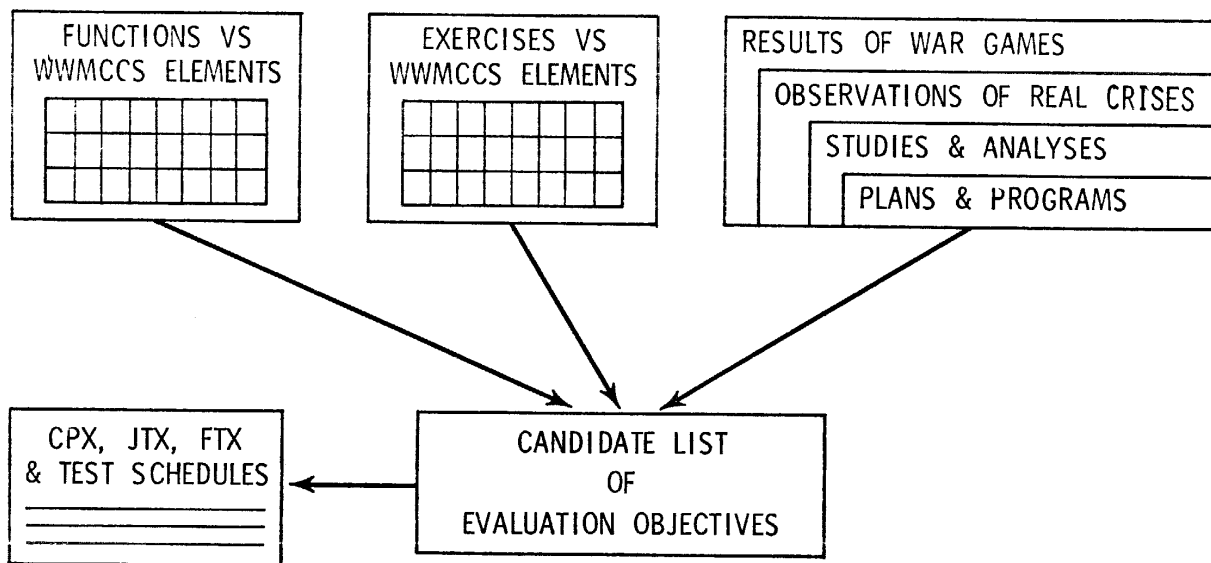 FUNCTIONS VS
WWMCCS ELEMENTS
EXERCISES VS
WWMCCS ELEMENTS
RESULTS OF WAR GAMES
OBSERVATIONS OF REAL CRISES
STUDIES & ANALYSES
PLANS & PROGRAMS
CPX, JTX, FTX
& TEST SCHEDULES
CANDIDATE LIST
OF
EVALUATION OBJECTIVES